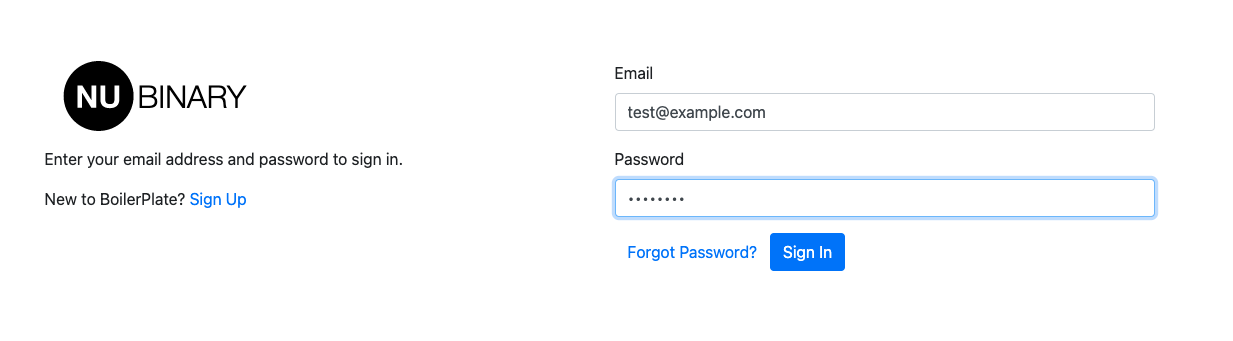 NU BINARY
Enter your email address and password to sign in.
New to BoilerPlate? Sign Up
Email
test@example.com
Password
••••••••
Forgot Password? Sign In